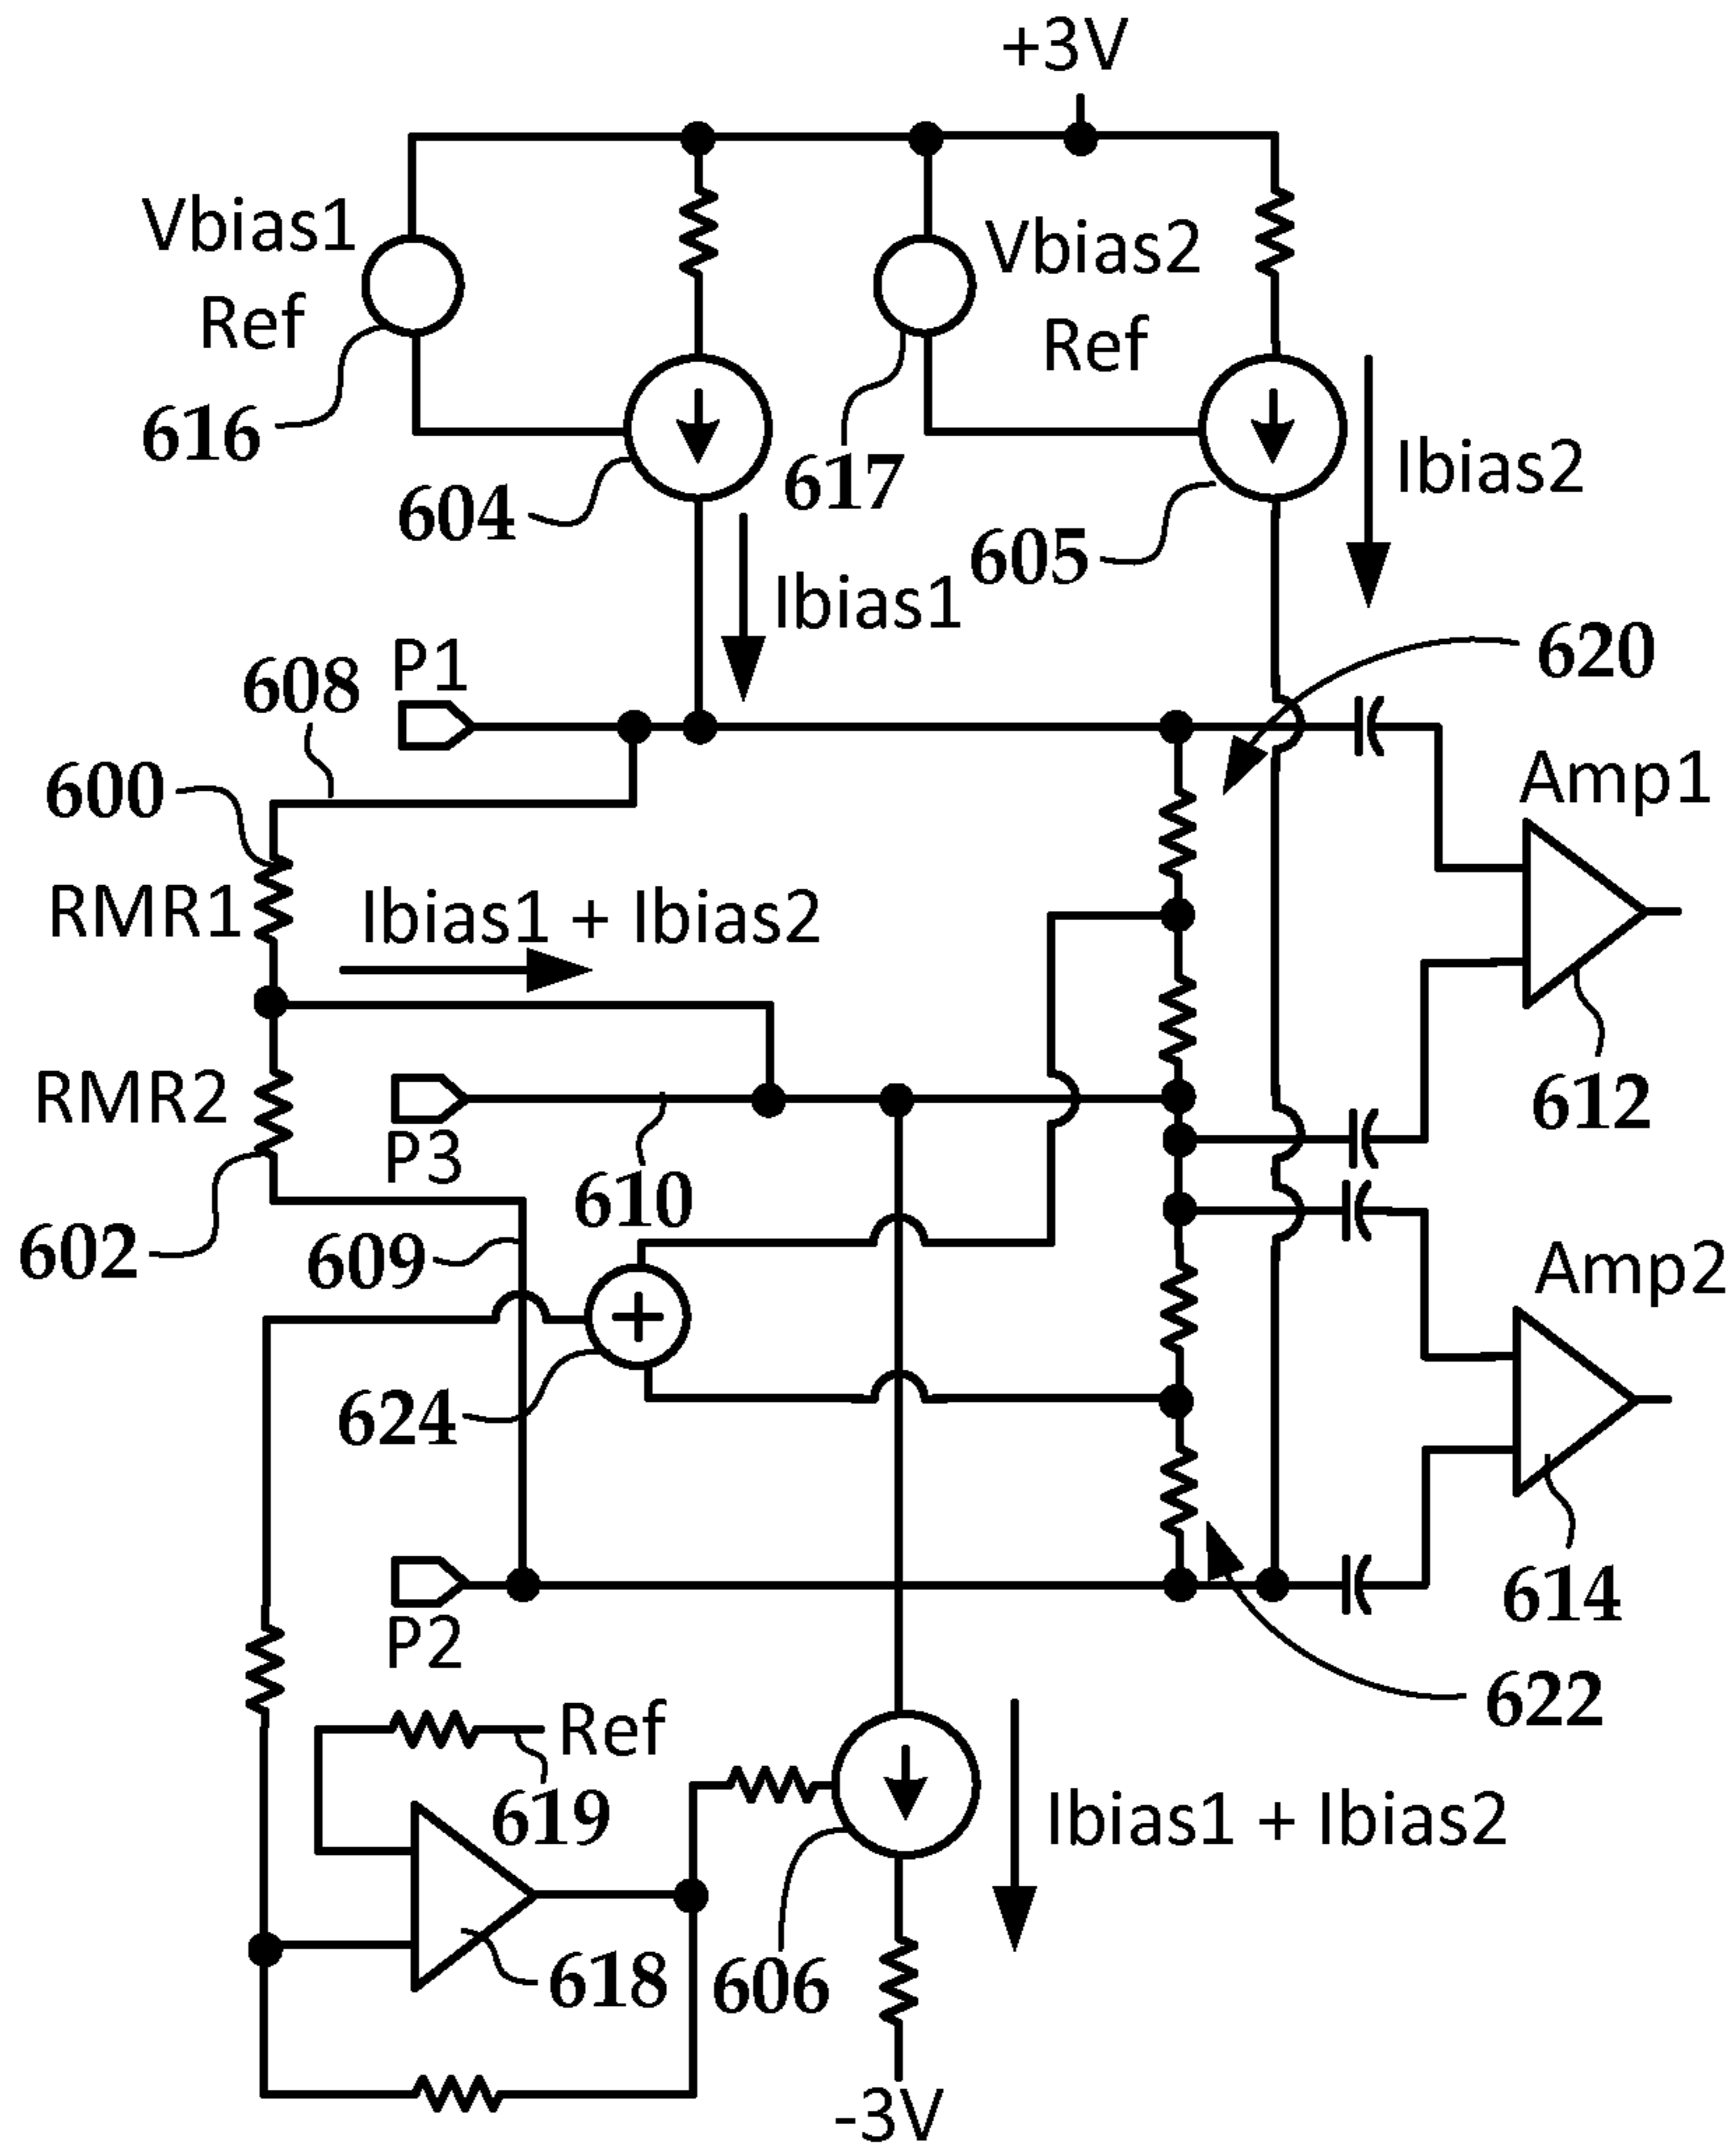 +3V
Vbias1
Ref
Vbias2
Ref
616
604
617
605
Ibias2
Ibias1
P1
608
620
600
RMR1
Ibias1 + Ibias2
Amp1
RMR2
P3
610
612
602
609
Amp2
+
624
P2
614
622
Ref
619
Ibias1 + Ibias2
618
606
-3V